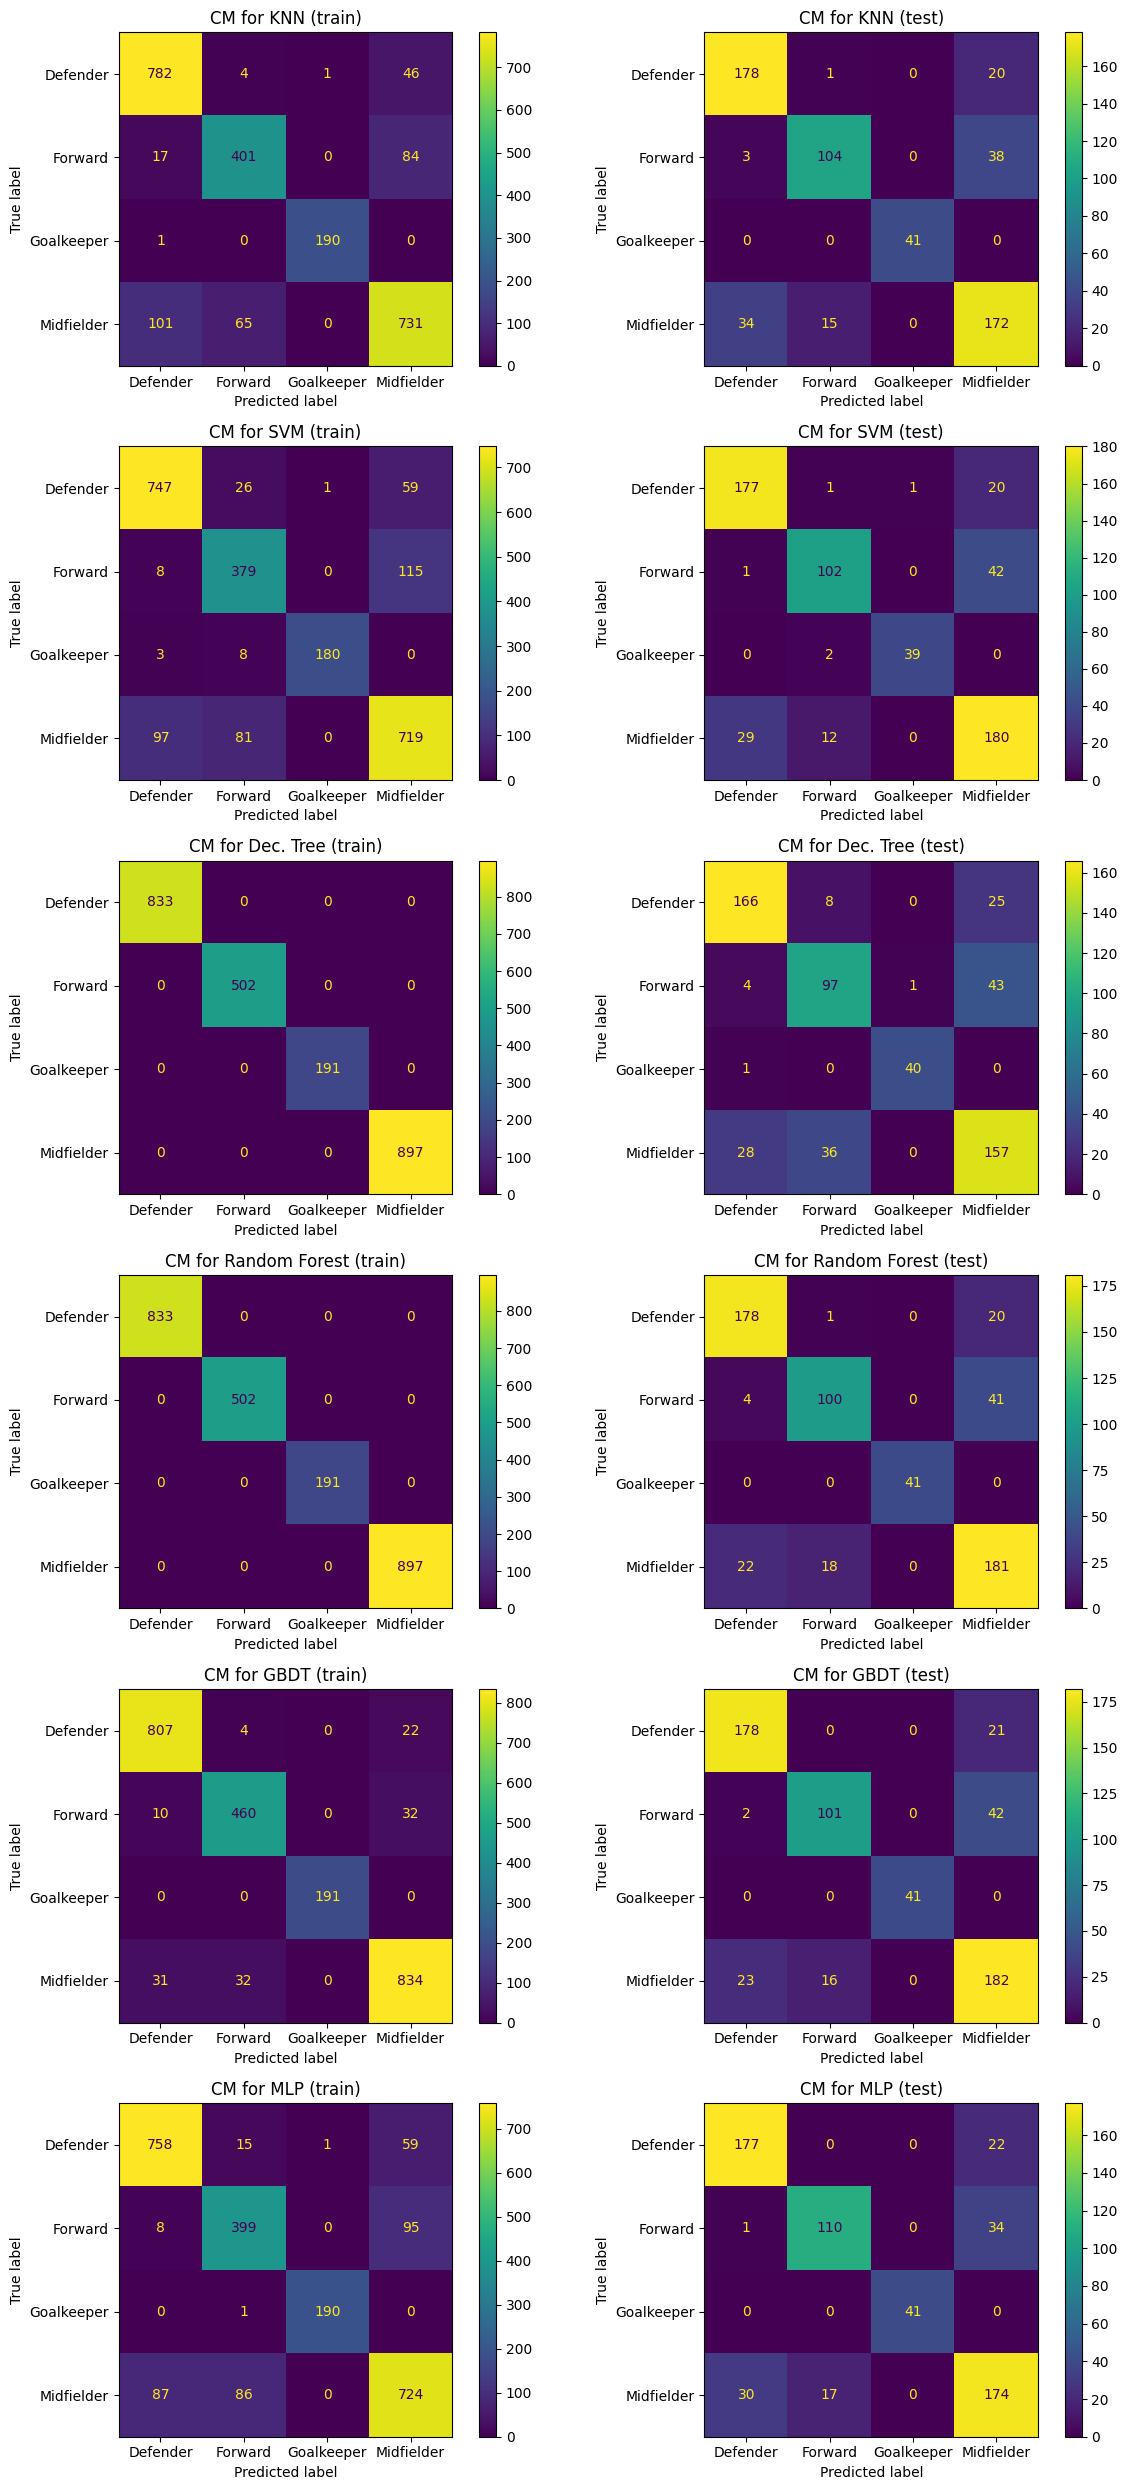 CM for KNN (train)
Defender 782 4 1 46
Forward 17 401 0 84
Goalkeeper 1 0 190 0
Midfielder 101 65 0 731
True label
Defender Forward Goalkeeper Midfielder
Predicted label
700
600
500
400
300
200
100
0
CM for KNN (test)
Defender 178 1 0 20
Forward 3 104 0 38
Goalkeeper 0 0 41 0
Midfielder 34 15 0 172
True label
Defender Forward Goalkeeper Midfielder
Predicted label
160
140
120
100
80
60
40
20
0
CM for SVM (train)
Defender 747 26 1 59
Forward 8 379 0 115
Goalkeeper 3 8 180 0
Midfielder 97 81 0 719
True label
Defender Forward Goalkeeper Midfielder
Predicted label
700
600
500
400
300
200
100
0
CM for SVM (test)
Defender 177 1 1 20
Forward 1 102 0 42
Goalkeeper 0 2 39 0
Midfielder 29 12 0 180
True label
Defender Forward Goalkeeper Midfielder
Predicted label
180
160
140
120
100
80
60
40
20
0
CM for Dec. Tree (train)
Defender 833 0 0 0
Forward 0 502 0 0
Goalkeeper 0 0 191 0
Midfielder 0 0 0 897
True label
Defender Forward Goalkeeper Midfielder
Predicted label
800
700
600
500
400
300
200
100
0
CM for Dec. Tree (test)
Defender 166 8 0 25
Forward 4 97 1 43
Goalkeeper 1 0 40 0
Midfielder 28 36 0 157
True label
Defender Forward Goalkeeper Midfielder
Predicted label
160
140
120
100
80
60
40
20
0
CM for Random Forest (train)
Defender 833 0 0 0
Forward 0 502 0 0
Goalkeeper 0 0 191 0
Midfielder 0 0 0 897
True label
Defender Forward Goalkeeper Midfielder
Predicted label
800
700
600
500
400
300
200
100
0
CM for Random Forest (test)
Defender 178 1 0 20
Forward 4 100 0 41
Goalkeeper 0 0 41 0
Midfielder 22 18 0 181
True label
Defender Forward Goalkeeper Midfielder
Predicted label
175
150
125
100
75
50
25
0
CM for GBDT (train)
Defender 807 4 0 22
Forward 10 460 0 32
Goalkeeper 0 0 191 0
Midfielder 31 32 0 834
True label
Defender Forward Goalkeeper Midfielder
Predicted label
800
700
600
500
400
300
200
100
0
CM for GBDT (test)
Defender 178 0 0 21
Forward 2 101 0 42
Goalkeeper 0 0 41 0
Midfielder 23 16 0 182
True label
Defender Forward Goalkeeper Midfielder
Predicted label
175
150
125
100
75
50
25
0
CM for MLP (train)
Defender 758 15 1 59
Forward 8 399 0 95
Goalkeeper 0 1 190 0
Midfielder 87 86 0 724
True label
Defender Forward Goalkeeper Midfielder
Predicted label
700
600
500
400
300
200
100
0
CM for MLP (test)
Defender 177 0 0 22
Forward 1 110 0 34
Goalkeeper 0 0 41 0
Midfielder 30 17 0 174
True label
Defender Forward Goalkeeper Midfielder
Predicted label
160
140
120
100
80
60
40
20
0